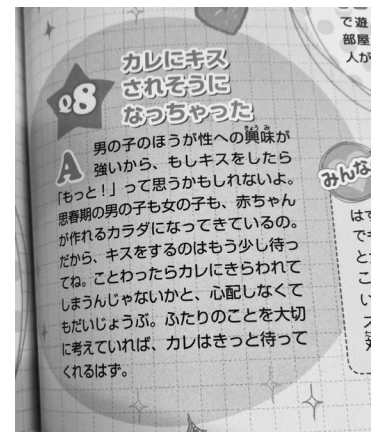 Q8
カレにキス
されそうに
なっちゃった
A
男の子のほうが性への興味が
きょうみ
強いから、もしキスをしたら
「もっと!」って思うかもしれないよ。
思春期の男の子も女の子も、赤ちゃん
が作れるカラダになってきているの。
だから、キスをするのはもう少し待っ
てね。ことわったらカレにきらわれて
しまうんじゃないかと、心配しなくて
もだいじょうぶ。ふたりのことを大切
に考えていれば、カレはきっと待って
くれるはず。
で遊
部屋
人が
みんな
はす
でキ
と
こ
い